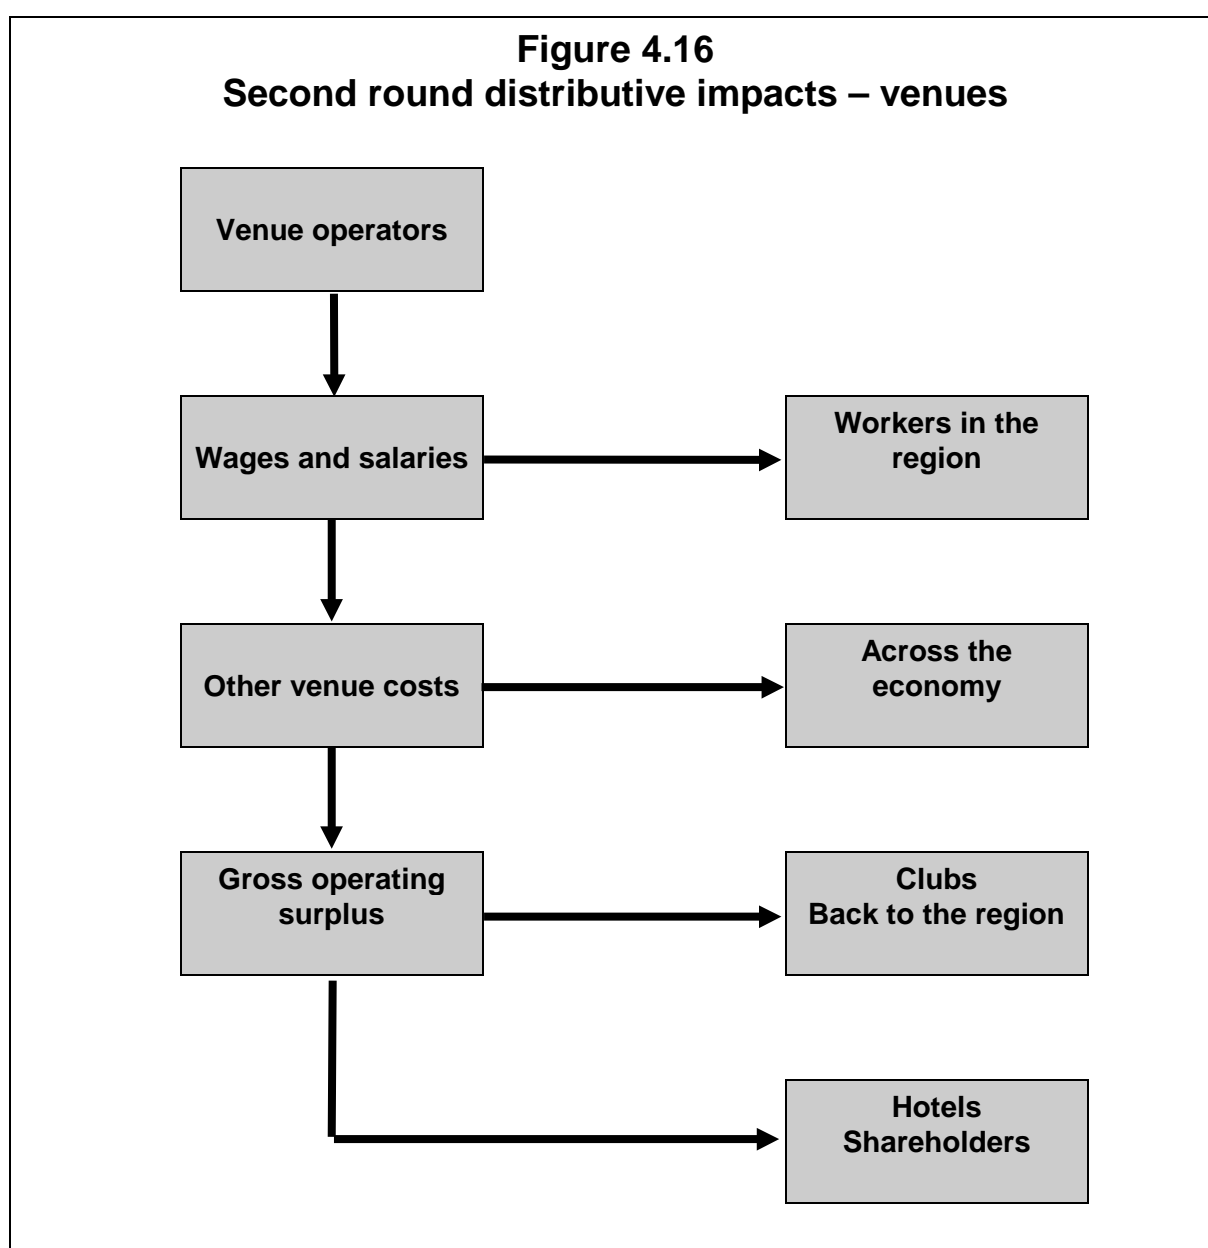 Figure 4.16
Second round distributive impacts – venues
Venue operators
Wages and salaries
Workers in the
region
Other venue costs
Across the
economy
Gross operating
surplus
Clubs
Back to the region
Hotels
Shareholders